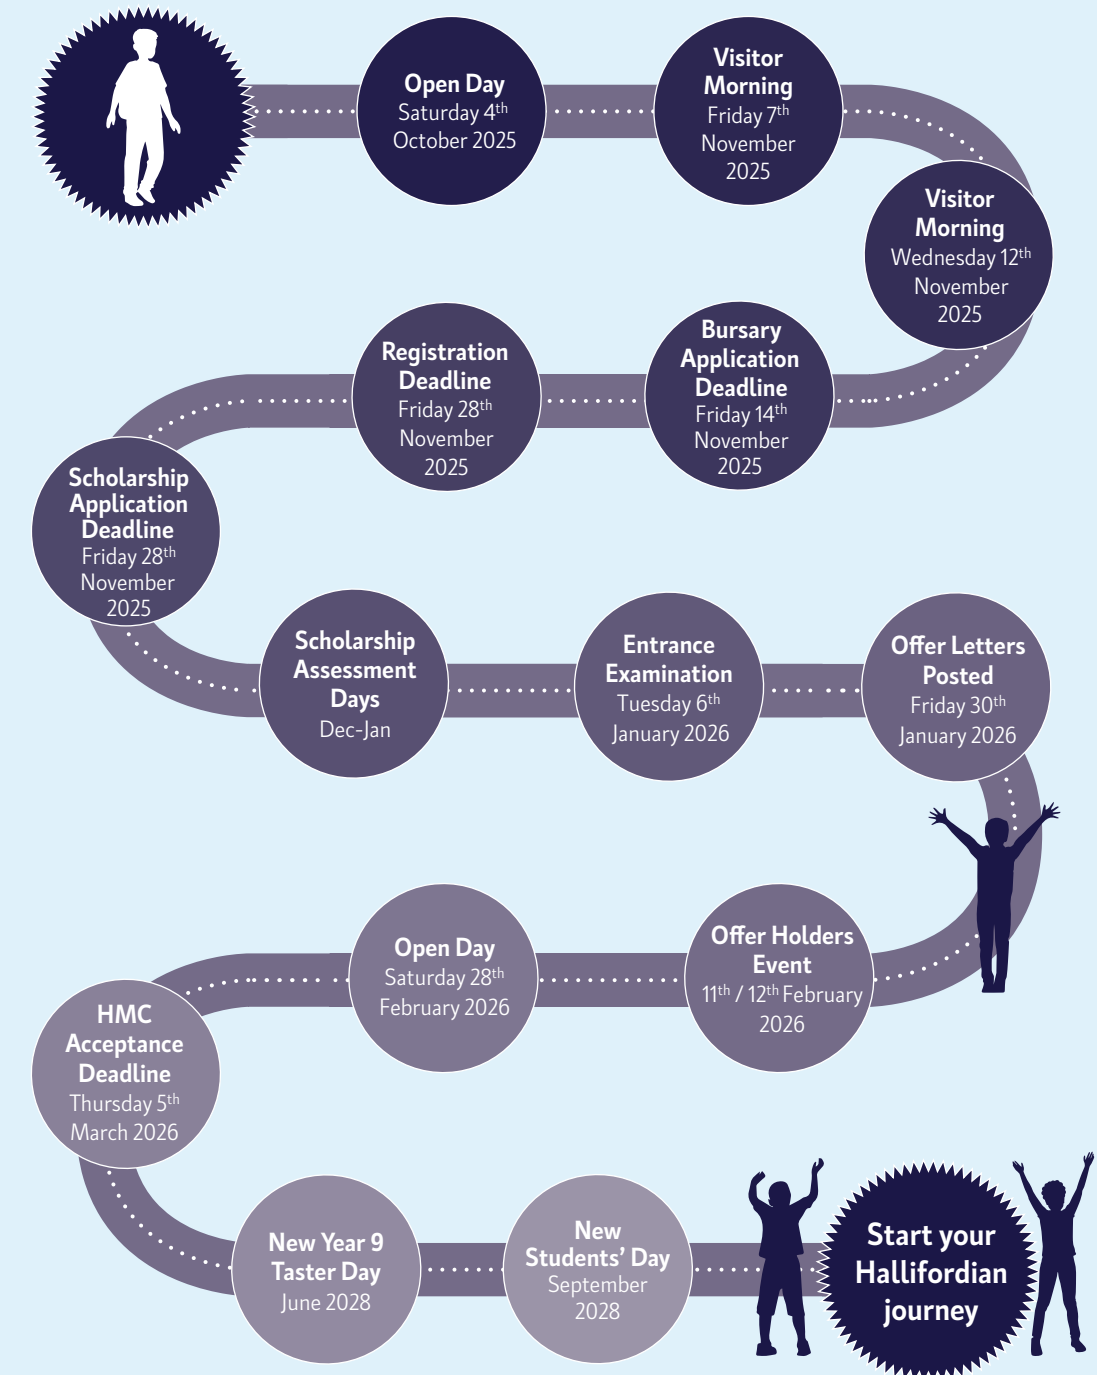 Open Day
Saturday 4th
October 2025
Visitor
Morning
Friday 7th
November
2025
Visitor
Morning
Wednesday 12th
November
2025
Bursary
Application
Deadline
Friday 14th
November
2025
Registration
Deadline
Friday 28th
November
2025
Scholarship
Application
Deadline
Friday 28th
November
2025
Scholarship
Assessment
Days
Dec-Jan
Entrance
Examination
Tuesday 6th
January 2026
Offer Letters
Posted
Friday 30th
January 2026
Offer Holders
Event
11th / 12th February
2026
Open Day
Saturday 28th
February 2026
HMC
Acceptance
Deadline
Thursday 5th
March 2026
New Year 9
Taster Day
June 2028
New
Students’ Day
September
2028
Start your
Hallifordian
journey